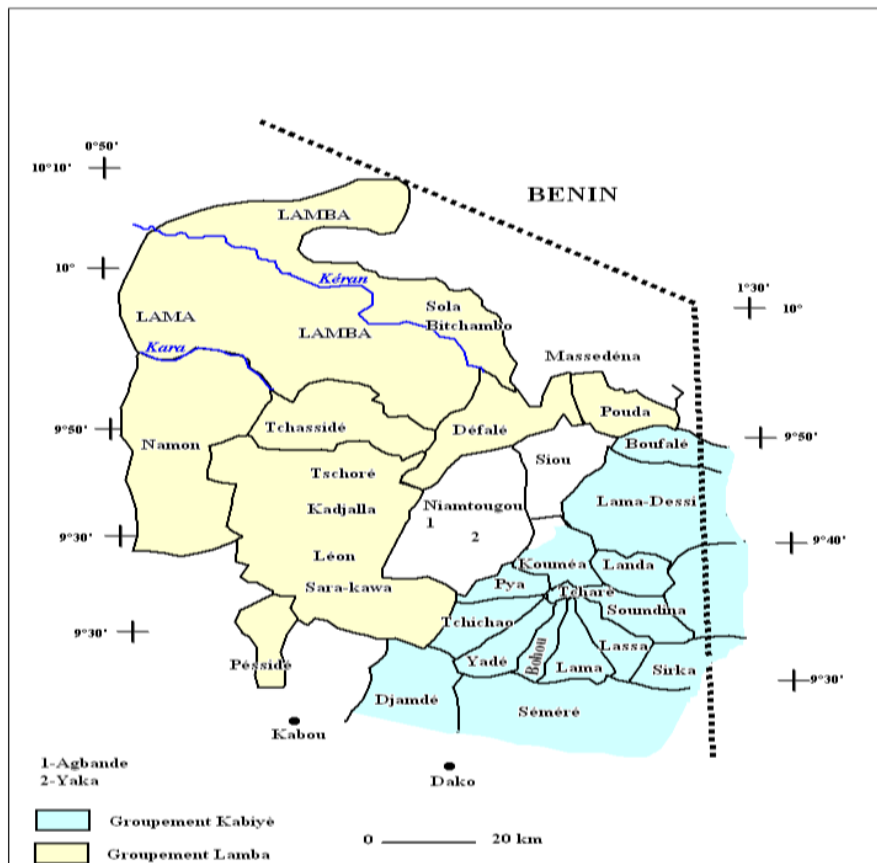 0°50'
10°10'
BENIN
LAMBA
10°
Kéran
1°30'
10°
LAMA
LAMBA
Sola
Bitchambo
Kara
Massedéna
9°50'
Tchassidé
Défalé
Pouda
9°50'
Namon
Siou
Boufalé
Tschoré
Kadjalla
Niamtougou
1
2
Lama-Dessi
9°30'
Léon
Kouméa
Landa
9°40'
Sara-kawa
Pya
Tcharé
9°30'
Tchichao
Soumdina
Péssidé
Yadé
Bohou
Lama
Lassa
Sirka
9°30'
Djamdé
Séméré
Kabou
1-Agbande
2-Yaka
Dako
Groupement Kabiyè
0
20 km
Groupement Lamba